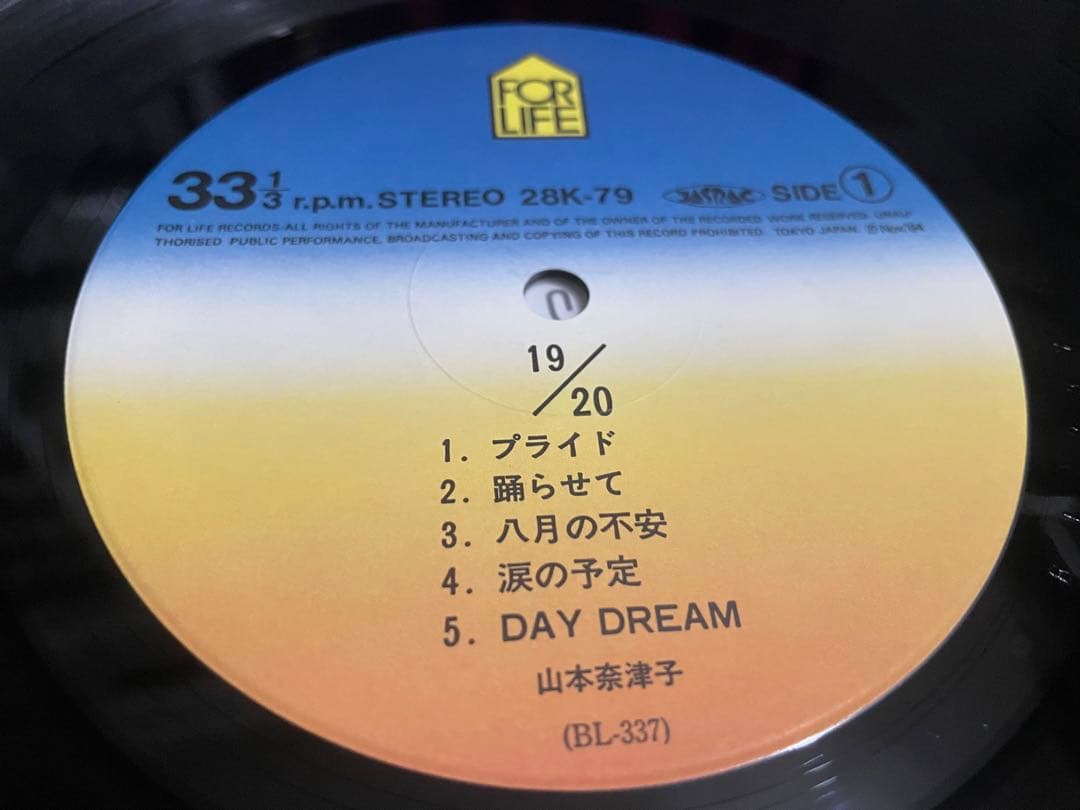 FOR
LIFE
33 1/3 r.p.m. STEREO 28K-79 JASRAC SIDE 1
FOR LIFE RECORDS-ALL RIGHTS OF THE MANUFACTURER AND OF THE OWNER OF THE RECORDED WORK RESERVED. UNAU-
THORISED PUBLIC PERFORMANCE, BROADCASTING AND COPYING OF THIS RECORD PROHIBITED. TOKYO JAPAN. Ⓟ Nov.'84
19/20
1. プライド
2. 踊らせて
3. 八月の不安
4. 涙の予定
5. DAY DREAM
山本奈津子
(BL-337)